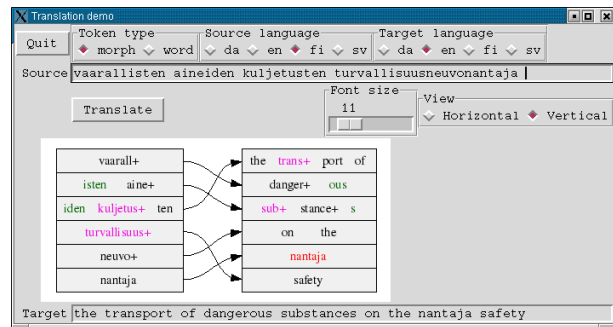 Translation demo
Quit
Token type
morph word
Source language
da en fi sv
Target language
da en fi sv
Source vaarallisten aineiden kuljetusten turvallisuusneuvonantaja
Translate
Font size
11
View
Horizontal Vertical
vaarall+
isten aine+
iden kuljetus+ ten
turvallisuus+
neuvo+
nantaja
the trans+ port of
danger+ ous
sub+ stance+ s
on the
nantaja
safety
Target the transport of dangerous substances on the nantaja safety